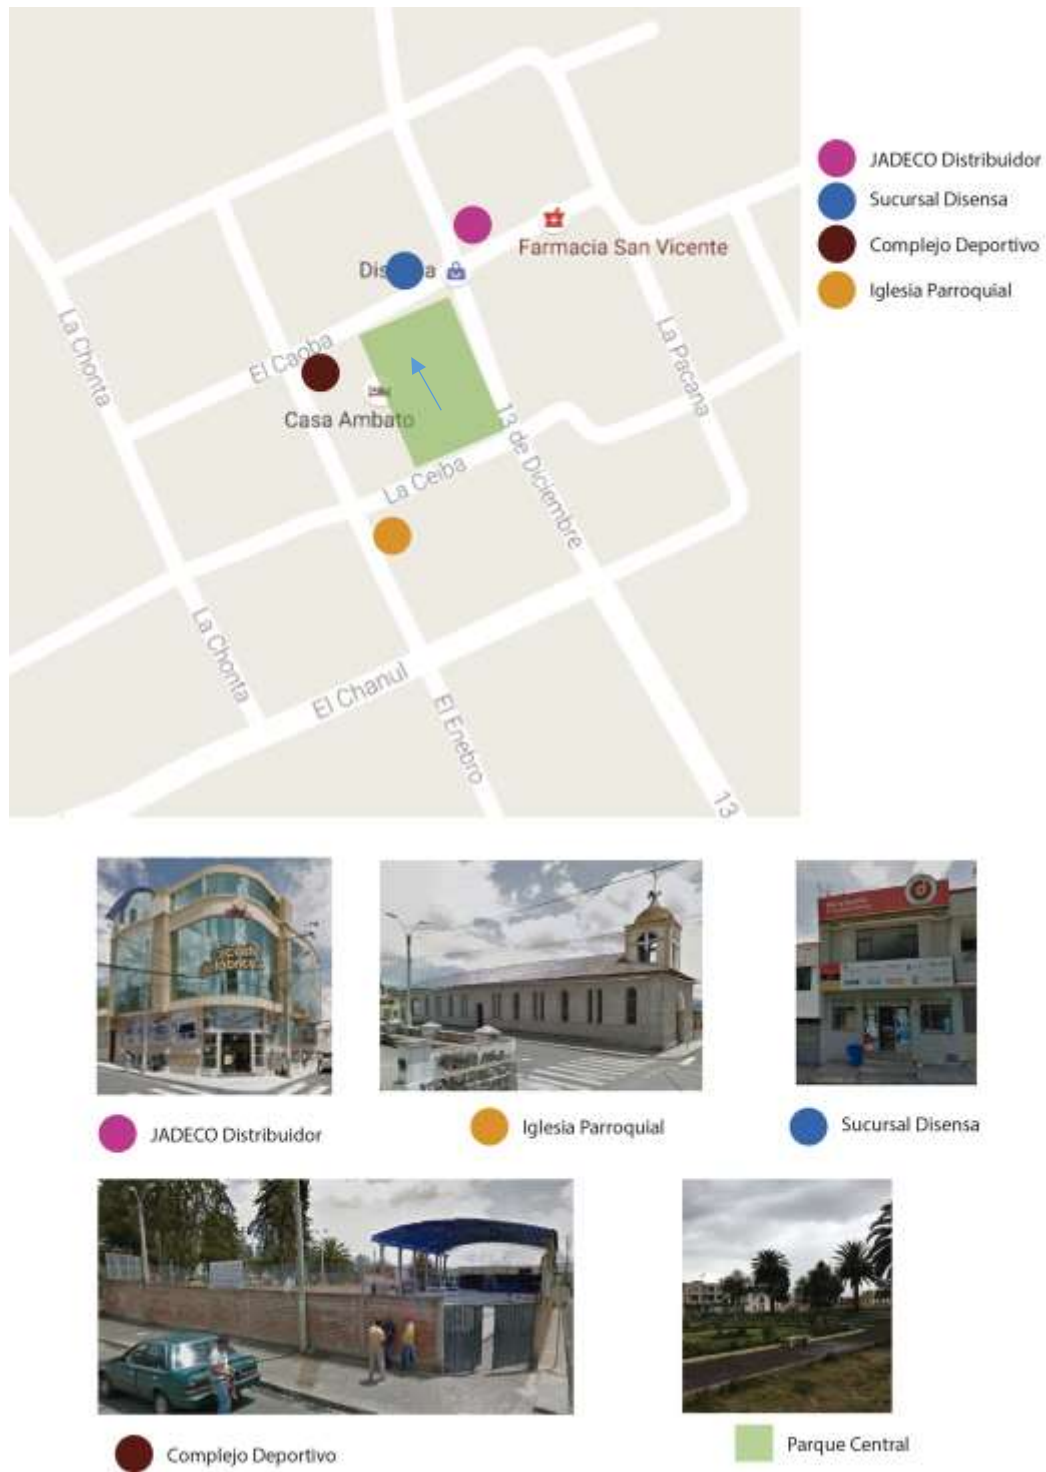 JADECO Distribuidor
Sucursal Disensa
Complejo Deportivo
Iglesia Parroquial
Farmacia San Vicente
La Chonta
El Caoba
La Pacana
Casa Ambato
13 de Diciembre
La Ceiba
La Chonta
El Chanul
El Enebro
13
JADECO Distribuidor
Iglesia Parroquial
Sucursal Disensa
Complejo Deportivo
Parque Central